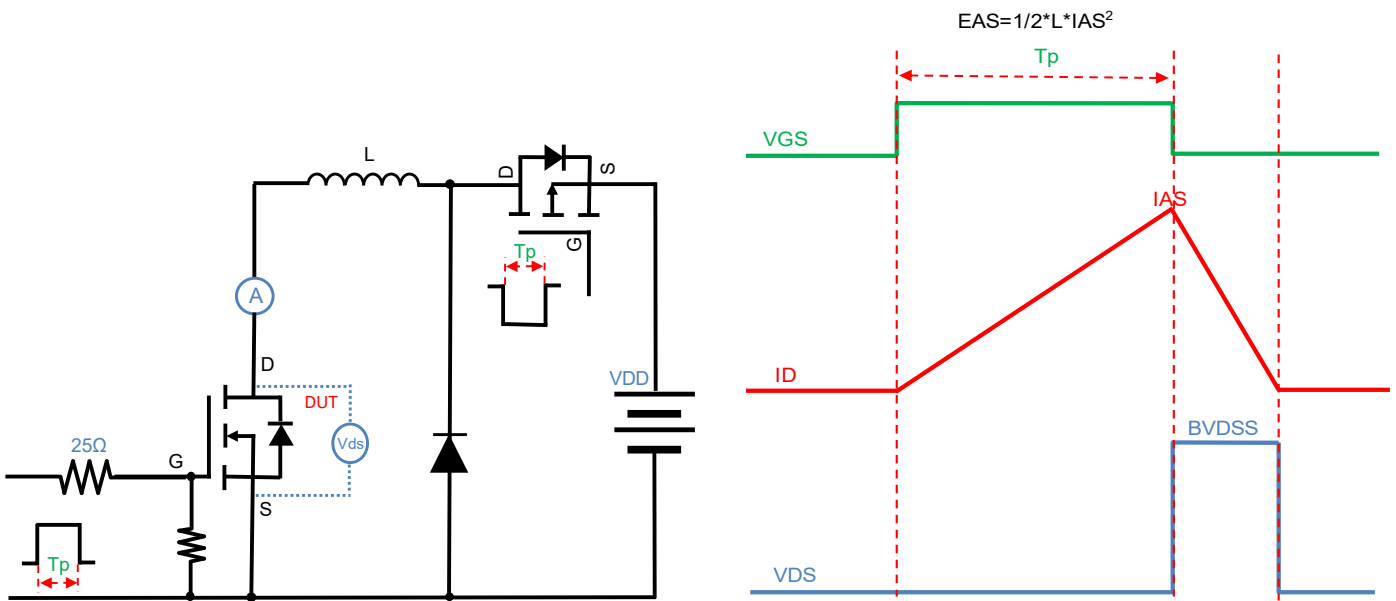 EAS=1/2*L*IAS²
Tp
VGS
L
D
S
G
Tp
IAS
A
D
VDD
ID
DUT
Vds
25Ω
G
BVDSS
S
Tp
VDS